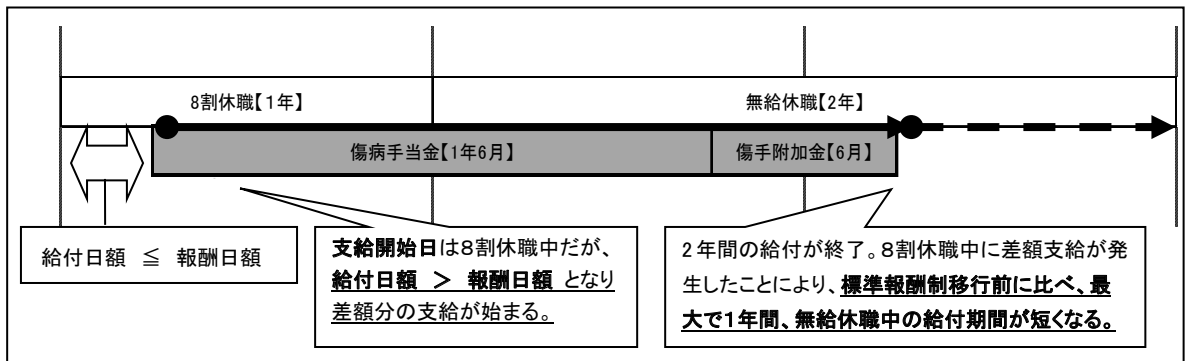 8割休職【1年】
無給休職【2年】
傷病手当金【1年6月】
傷手附加金【6月】
給付日額 ≦ 報酬日額
支給開始日は8割休職中だが、
給付日額 > 報酬日額 となり
差額分の支給が始まる。
2年間の給付が終了。8割休職中に差額支給が発
生したことにより、標準報酬制移行前に比べ、最
大で1年間、無給休職中の給付期間が短くなる。